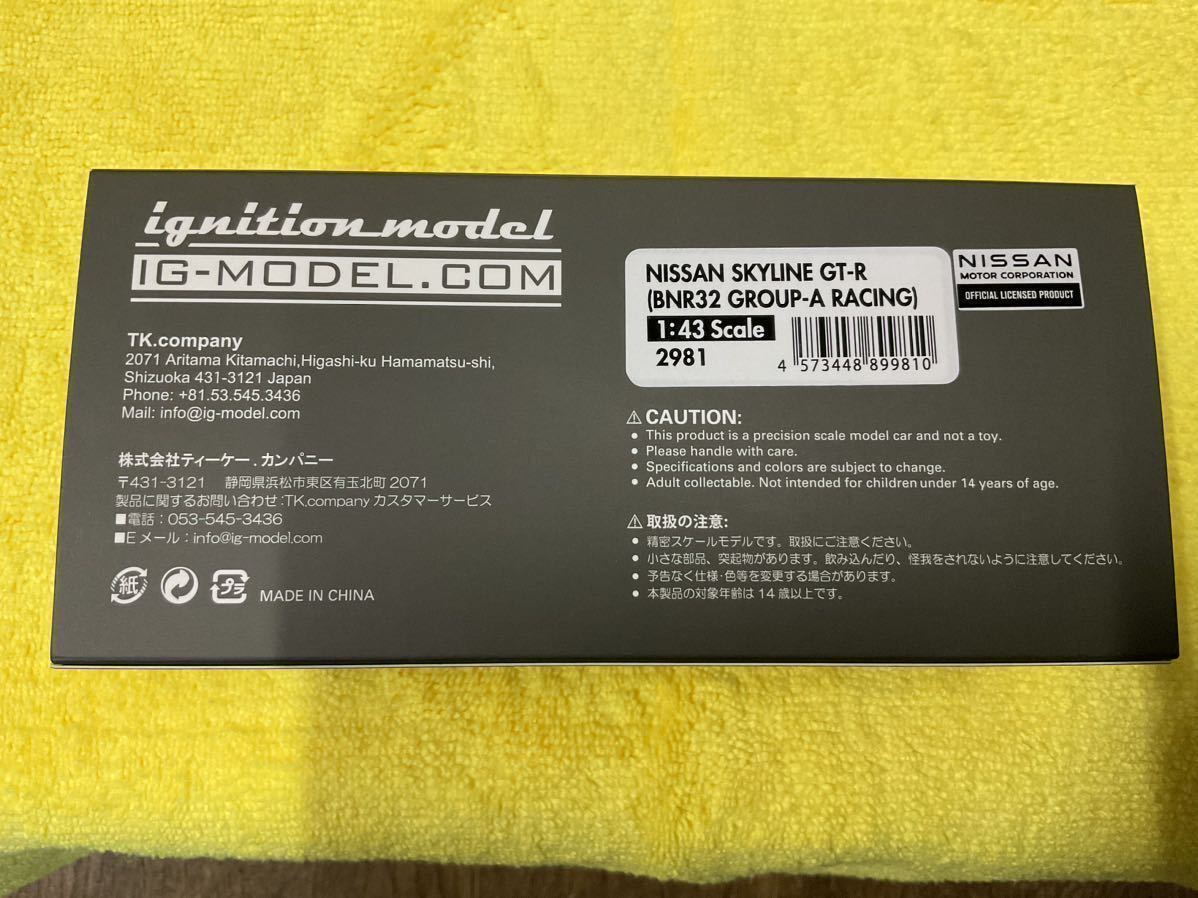 ignition model
IG-MODEL.COM
TK.company
2071 Aritama Kitamachi,Higashi-ku Hamamatsu-shi,
Shizuoka 431-3121 Japan
Phone: +81.53.545.3436
Mail: info@ig-model.com
株式会社ティーケー.カンパニー
〒431-3121 静岡県浜松市東区有玉北町2071
製品に関するお問い合わせ:TK.company カスタマーサービス
■電話:053-545-3436
■Eメール:info@ig-model.com
紙
プラ
MADE IN CHINA
NISSAN SKYLINE GT-R
(BNR32 GROUP-A RACING)
1:43 Scale
2981
4 573448 899810
NISSAN
MOTOR CORPORATION
OFFICIAL LICENSED PRODUCT
⚠ CAUTION:
● This product is a precision scale model car and not a toy.
● Please handle with care.
● Specifications and colors are subject to change.
● Adult collectable. Not intended for children under 14 years of age.
⚠ 取扱の注意:
● 精密スケールモデルです。取扱にご注意ください。
● 小さな部品、突起物があります。飲み込んだり、怪我をされないように注意してください。
● 予告なく仕様・色等を変更する場合があります。
● 本製品の対象年齢は14歳以上です。